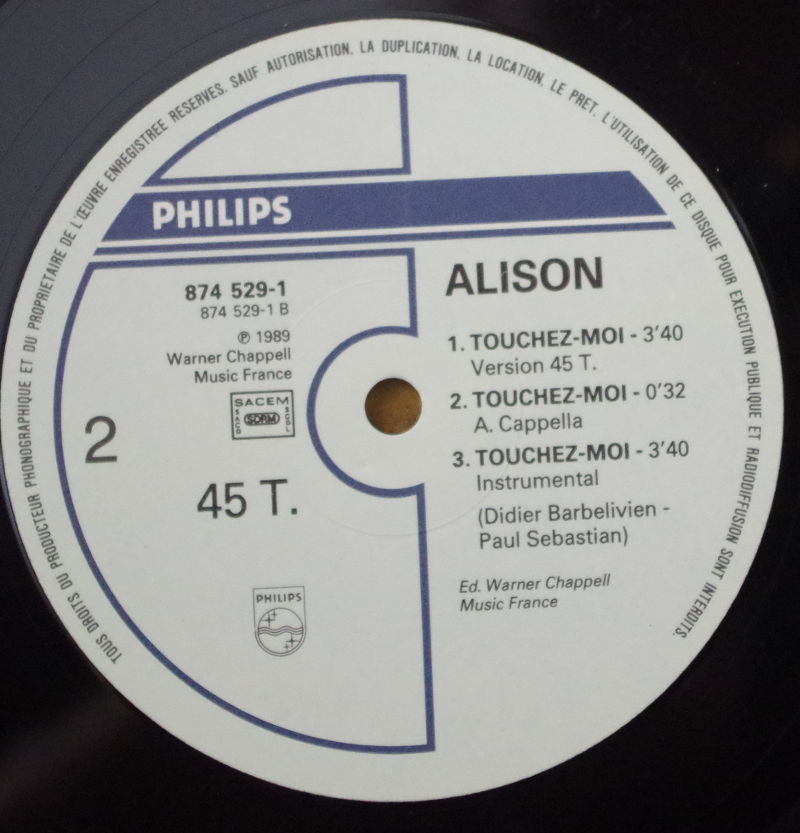 TOUS DROITS DU PRODUCTEUR PHONOGRAPHIQUE ET DU PROPRIETAIRE DE L'ŒUVRE ENREGISTREE RESERVES. SAUF AUTORISATION. LA DUPLICATION. LA LOCATION. LE PRET. L'UTILISATION DE CE DISQUE POUR EXECUTION PUBLIQUE ET RADIODIFFUSION SONT INTERDITS.
PHILIPS
874 529-1
874 529-1 B
℗ 1989
Warner Chappell
Music France
SACEM
SACD
SDRM
SGDL
2
45 T.
PHILIPS
ALISON
1. TOUCHEZ-MOI - 3'40
Version 45 T.
2. TOUCHEZ-MOI - 0'32
A. Cappella
3. TOUCHEZ-MOI - 3'40
Instrumental
(Didier Barbelivien -
Paul Sebastian)
Ed. Warner Chappell
Music France